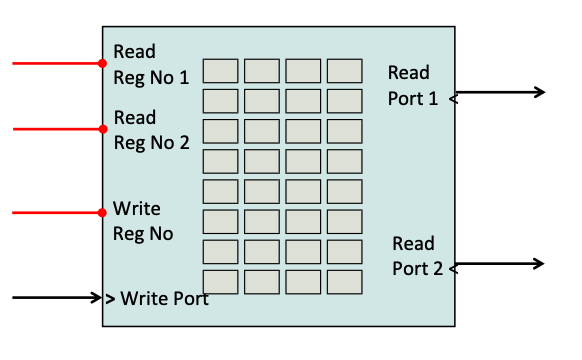 Read
Reg No 1
Read
Reg No 2
Write
Reg No
> Write Port
Read
Port 1 <
Read
Port 2 <